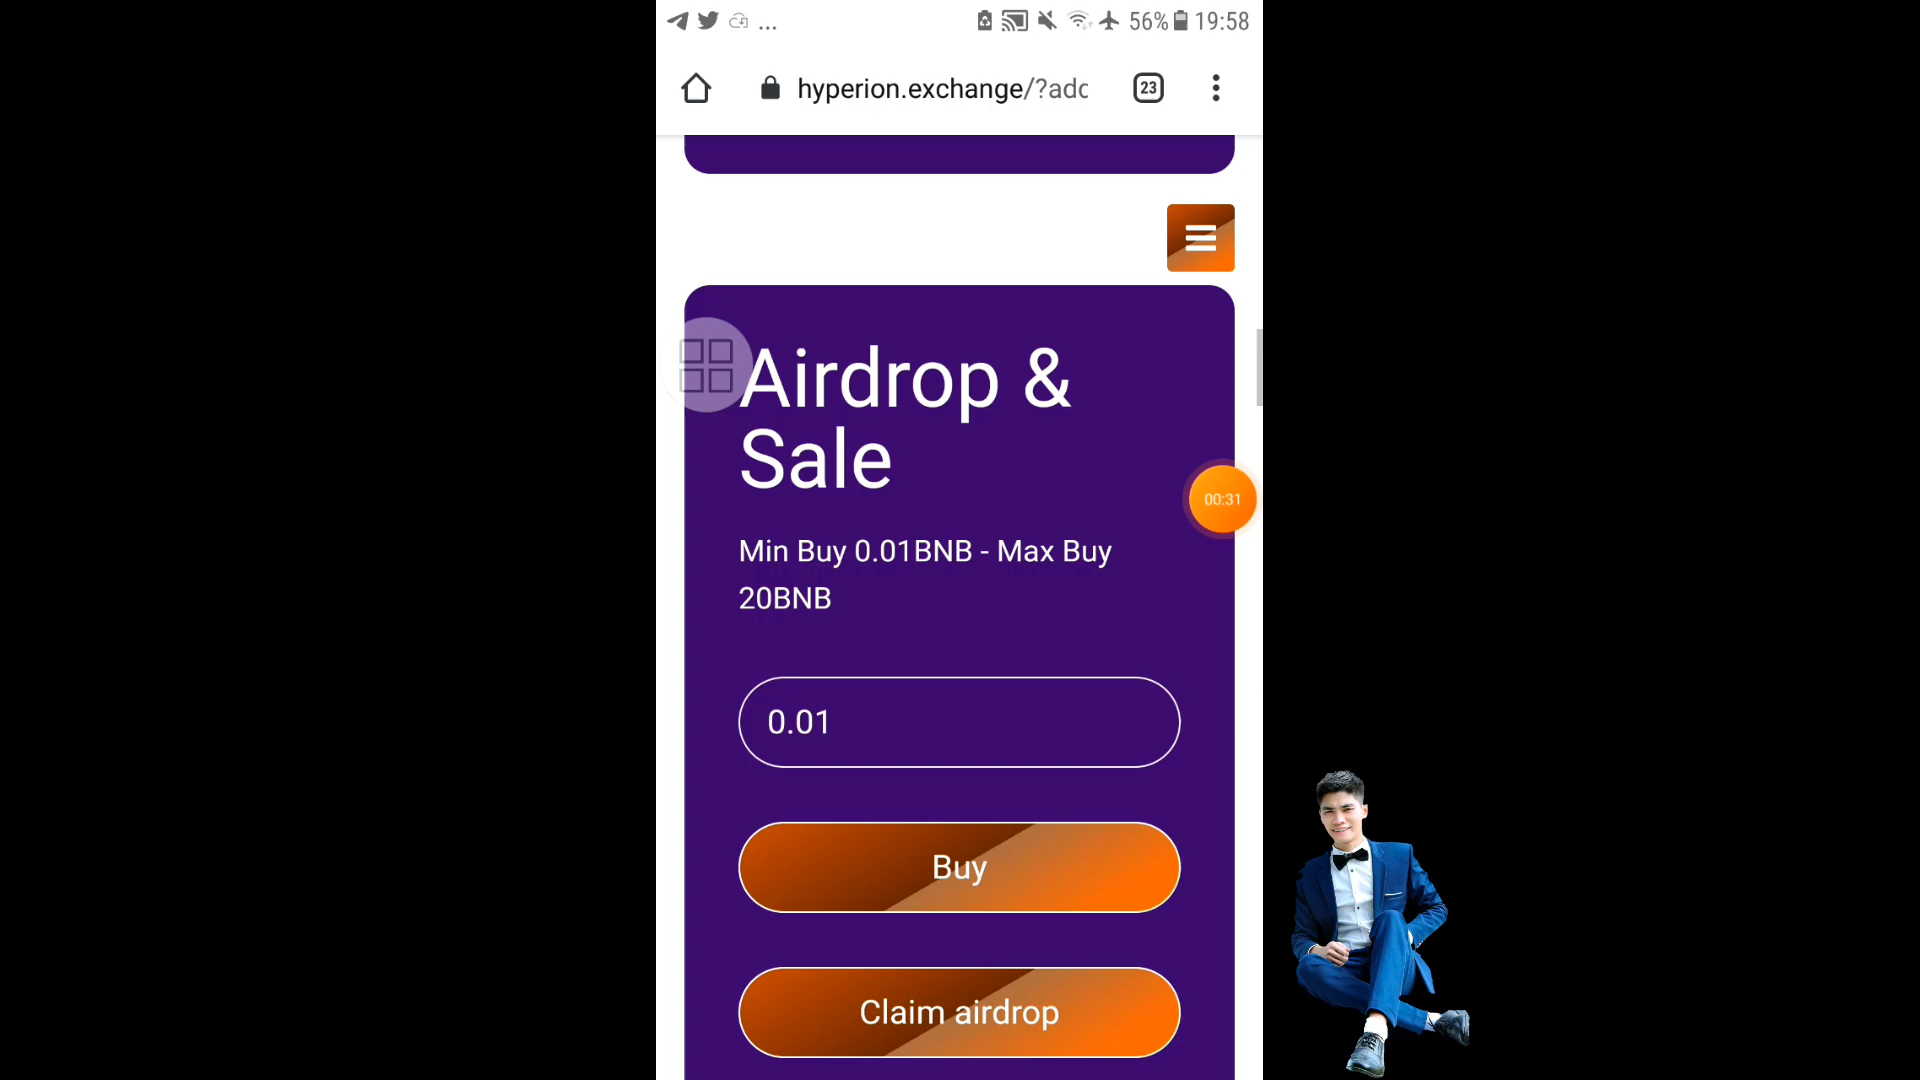 ...
56% 19:58
hyperion.exchange/?adc
23
Airdrop &
Sale
00:31
Min Buy 0.01BNB - Max Buy
20BNB
0.01
Buy
Claim airdrop